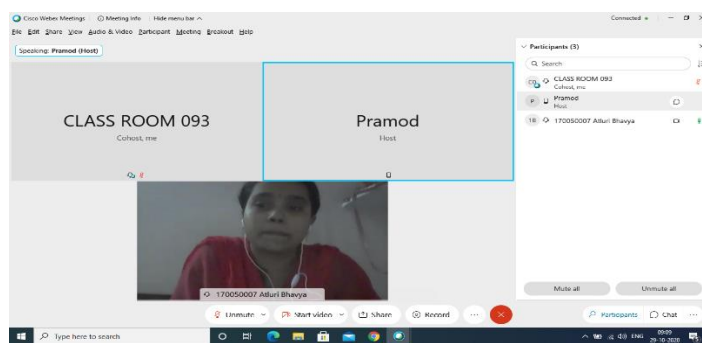 Cisco Webex Meetings
Meeting Info
Hide menu bar
Connected
File Edit Share View Audio & Video Participant Meeting Breakout Help
Speaking: Pramod (Host)
CLASS ROOM 093
Cohost, me
Pramod
Host
170050007 Atluri Bhavya
Participants (3)
Search
CLASS ROOM 093
Cohost, me
P
Pramod
Host
1B
170050007 Atluri Bhavya
Mute all
Unmute all
Unmute
Start video
Share
Record
Participants
Chat
Type here to search
ENG
09:09
29-10-2020